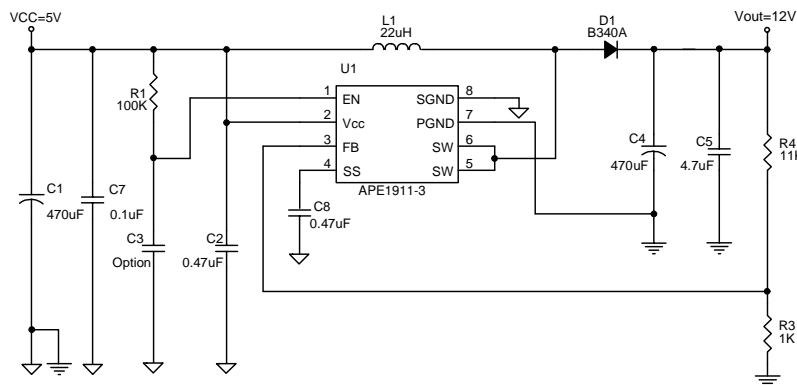 VCC=5V
L1
22uH
D1
B340A
Vout=12V
U1
R1
100K
1
EN
SGND
8
2
Vcc
PGND
7
3
FB
SW
6
4
SS
SW
5
APE1911-3
C4
470uF
C5
4.7uF
R4
11K
C1
470uF
C7
0.1uF
C8
0.47uF
C3
Option
C2
0.47uF
R3
1K